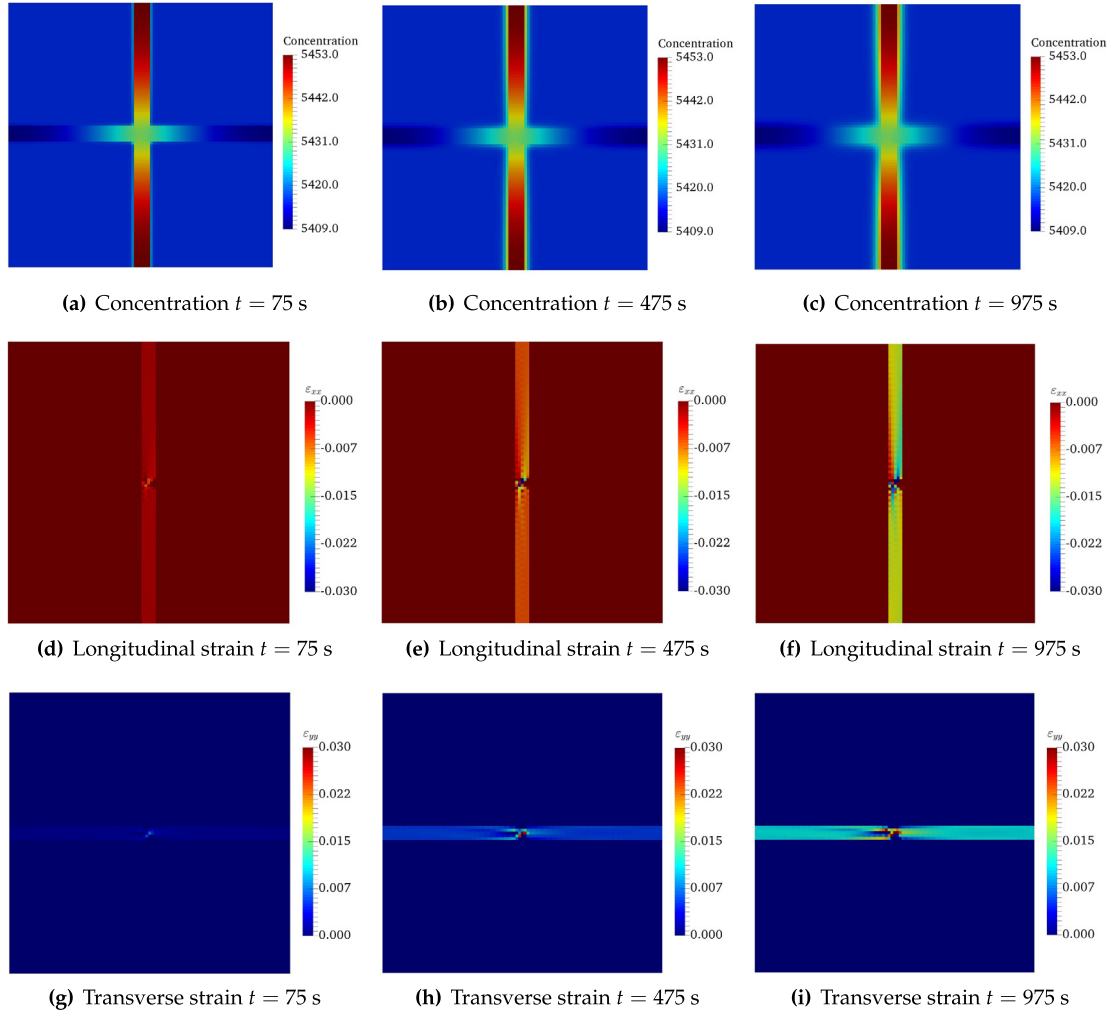 Concentration
5453.0
5442.0
5431.0
5420.0
5409.0
Concentration
5453.0
5442.0
5431.0
5420.0
5409.0
Concentration
5453.0
5442.0
5431.0
5420.0
5409.0
(a) Concentration t = 75 s
(b) Concentration t = 475 s
(c) Concentration t = 975 s
εxx
0.000
-0.007
-0.015
-0.022
-0.030
εxx
0.000
-0.007
-0.015
-0.022
-0.030
εxx
0.000
-0.007
-0.015
-0.022
-0.030
(d) Longitudinal strain t = 75 s
(e) Longitudinal strain t = 475 s
(f) Longitudinal strain t = 975 s
εyy
0.030
0.022
0.015
0.007
0.000
εyy
0.030
0.022
0.015
0.007
0.000
εyy
0.030
0.022
0.015
0.007
0.000
(g) Transverse strain t = 75 s
(h) Transverse strain t = 475 s
(i) Transverse strain t = 975 s